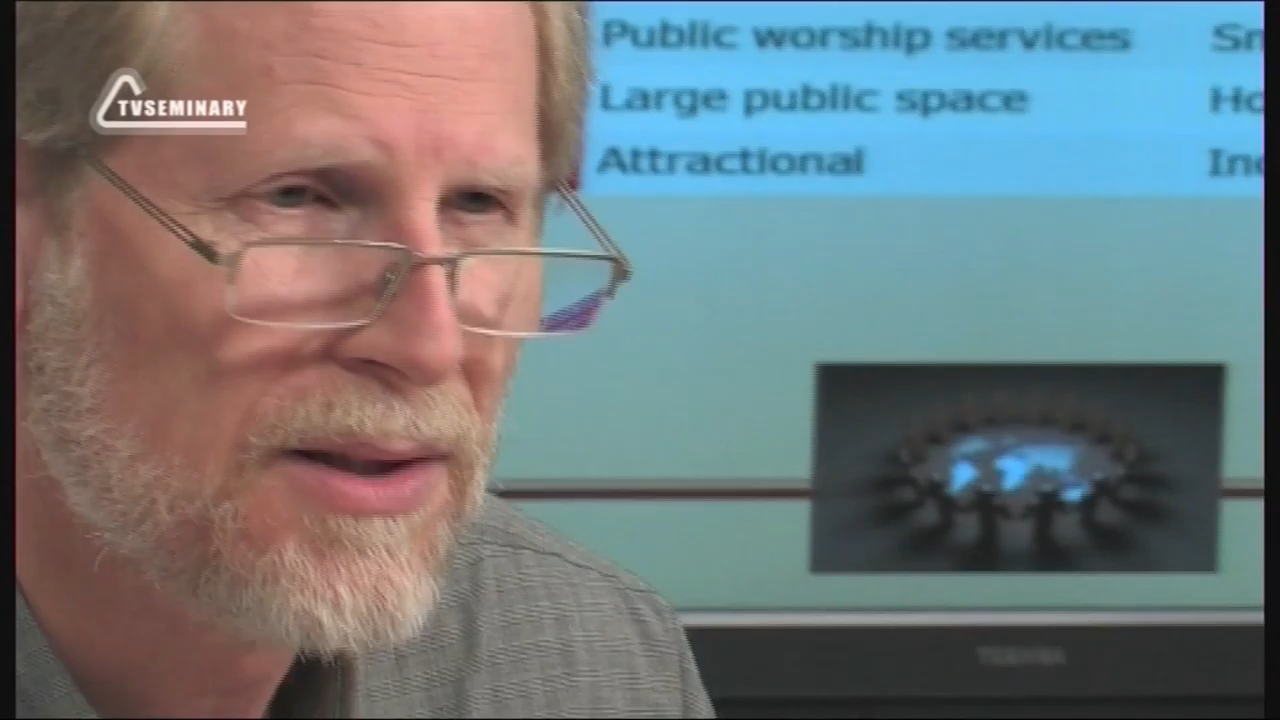 Public worship services
Large public space
Attractional
TVSEMINARY
TOSHIBA